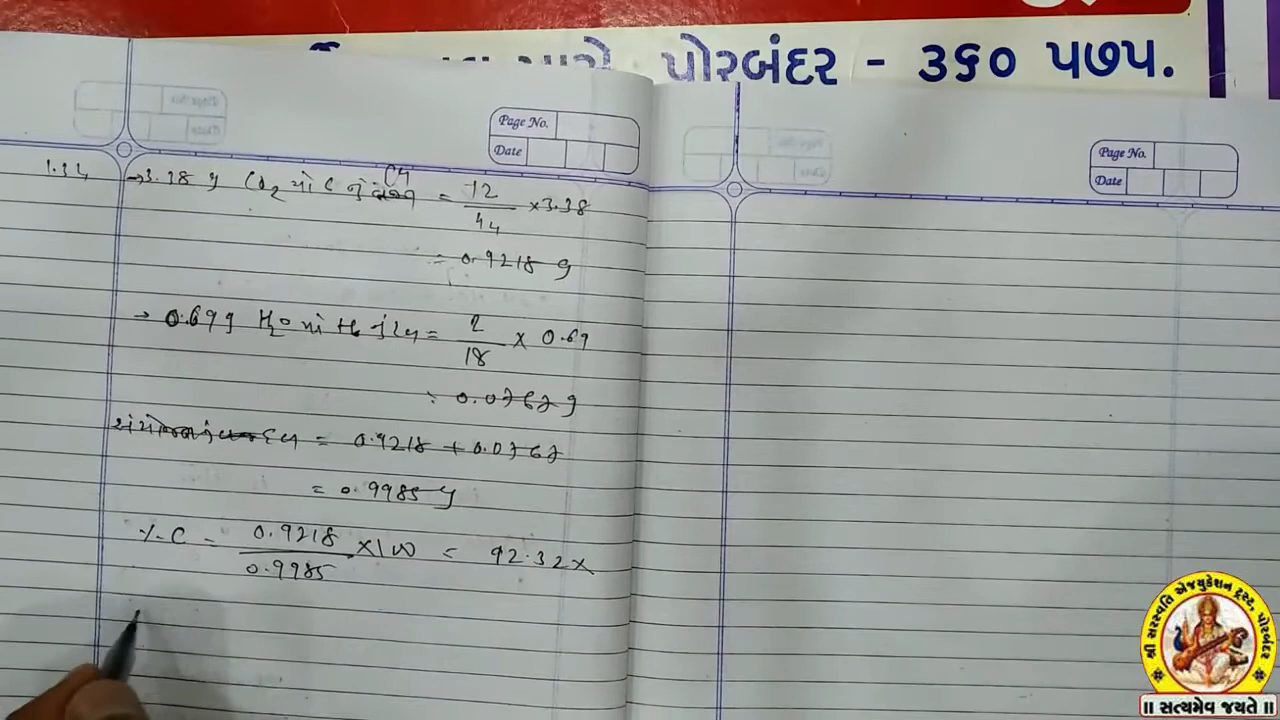 પોરબંદર - ૩૬૦ ૫૭૫.
Page No.
Date
Page No.
Date
1.34 → 3.38 g CO2 માં C નું દળ = 12/44 × 3.38
= 0.9218 g
→ 0.69 g H2O માં H નું દળ = 2/18 × 0.69
= 0.0767 g
દળ = 0.9218 + 0.0767
= 0.9985 g
% C = 0.9218/0.9985 × 100 = 92.32 %
શ્રી સરસ્વતિ એજ્યુકેશન ટ્રસ્ટ, પોરબંદર
॥ સત્યમેવ જયતે ॥